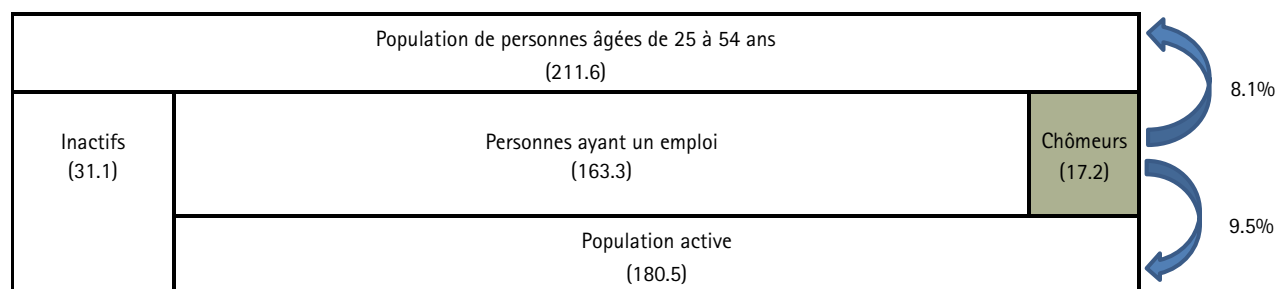 Population de personnes âgées de 25 à 54 ans
(211.6)
8.1%
Inactifs
(31.1)
Personnes ayant un emploi
(163.3)
Chômeurs
(17.2)
9.5%
Population active
(180.5)